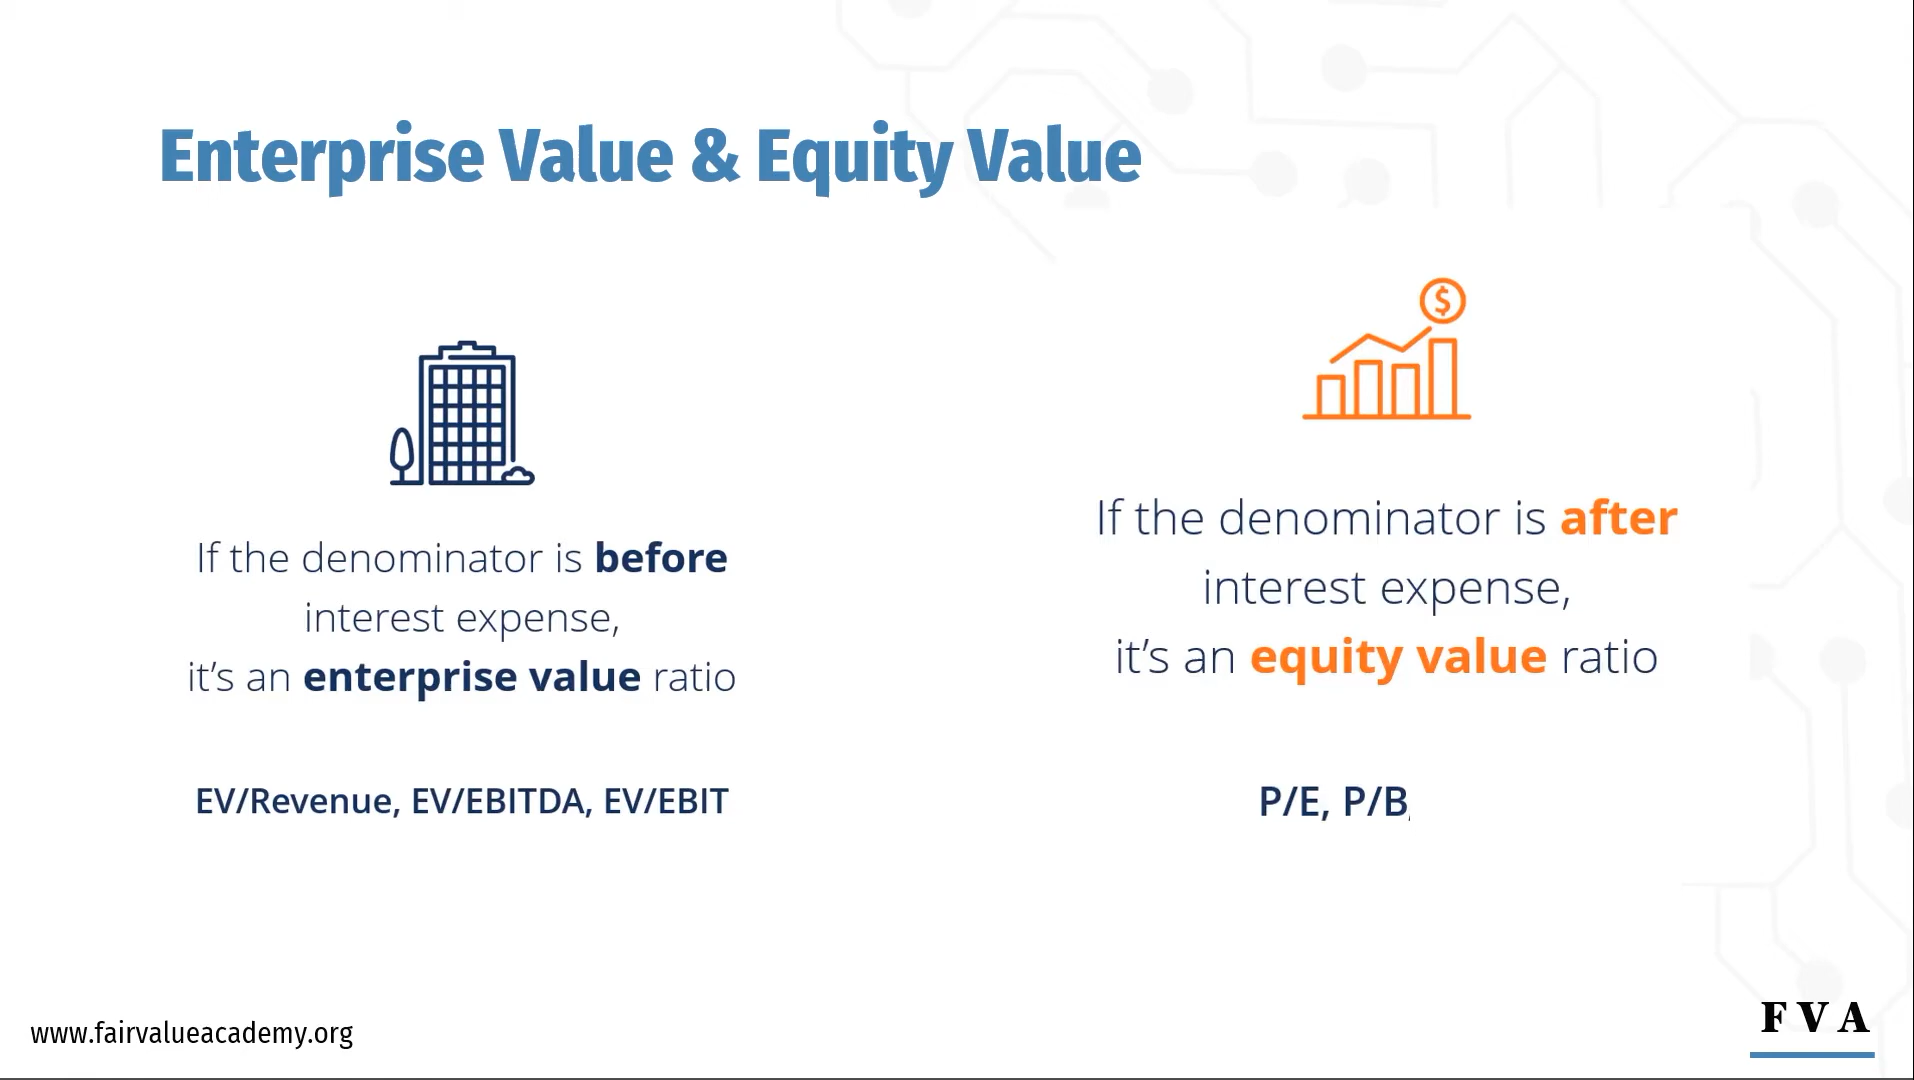 Enterprise Value & Equity Value
$
If the denominator is before
interest expense,
it's an enterprise value ratio
EV/Revenue, EV/EBITDA, EV/EBIT
If the denominator is after
interest expense,
it's an equity value ratio
P/E, P/B,
www.fairvalueacademy.org
FVA